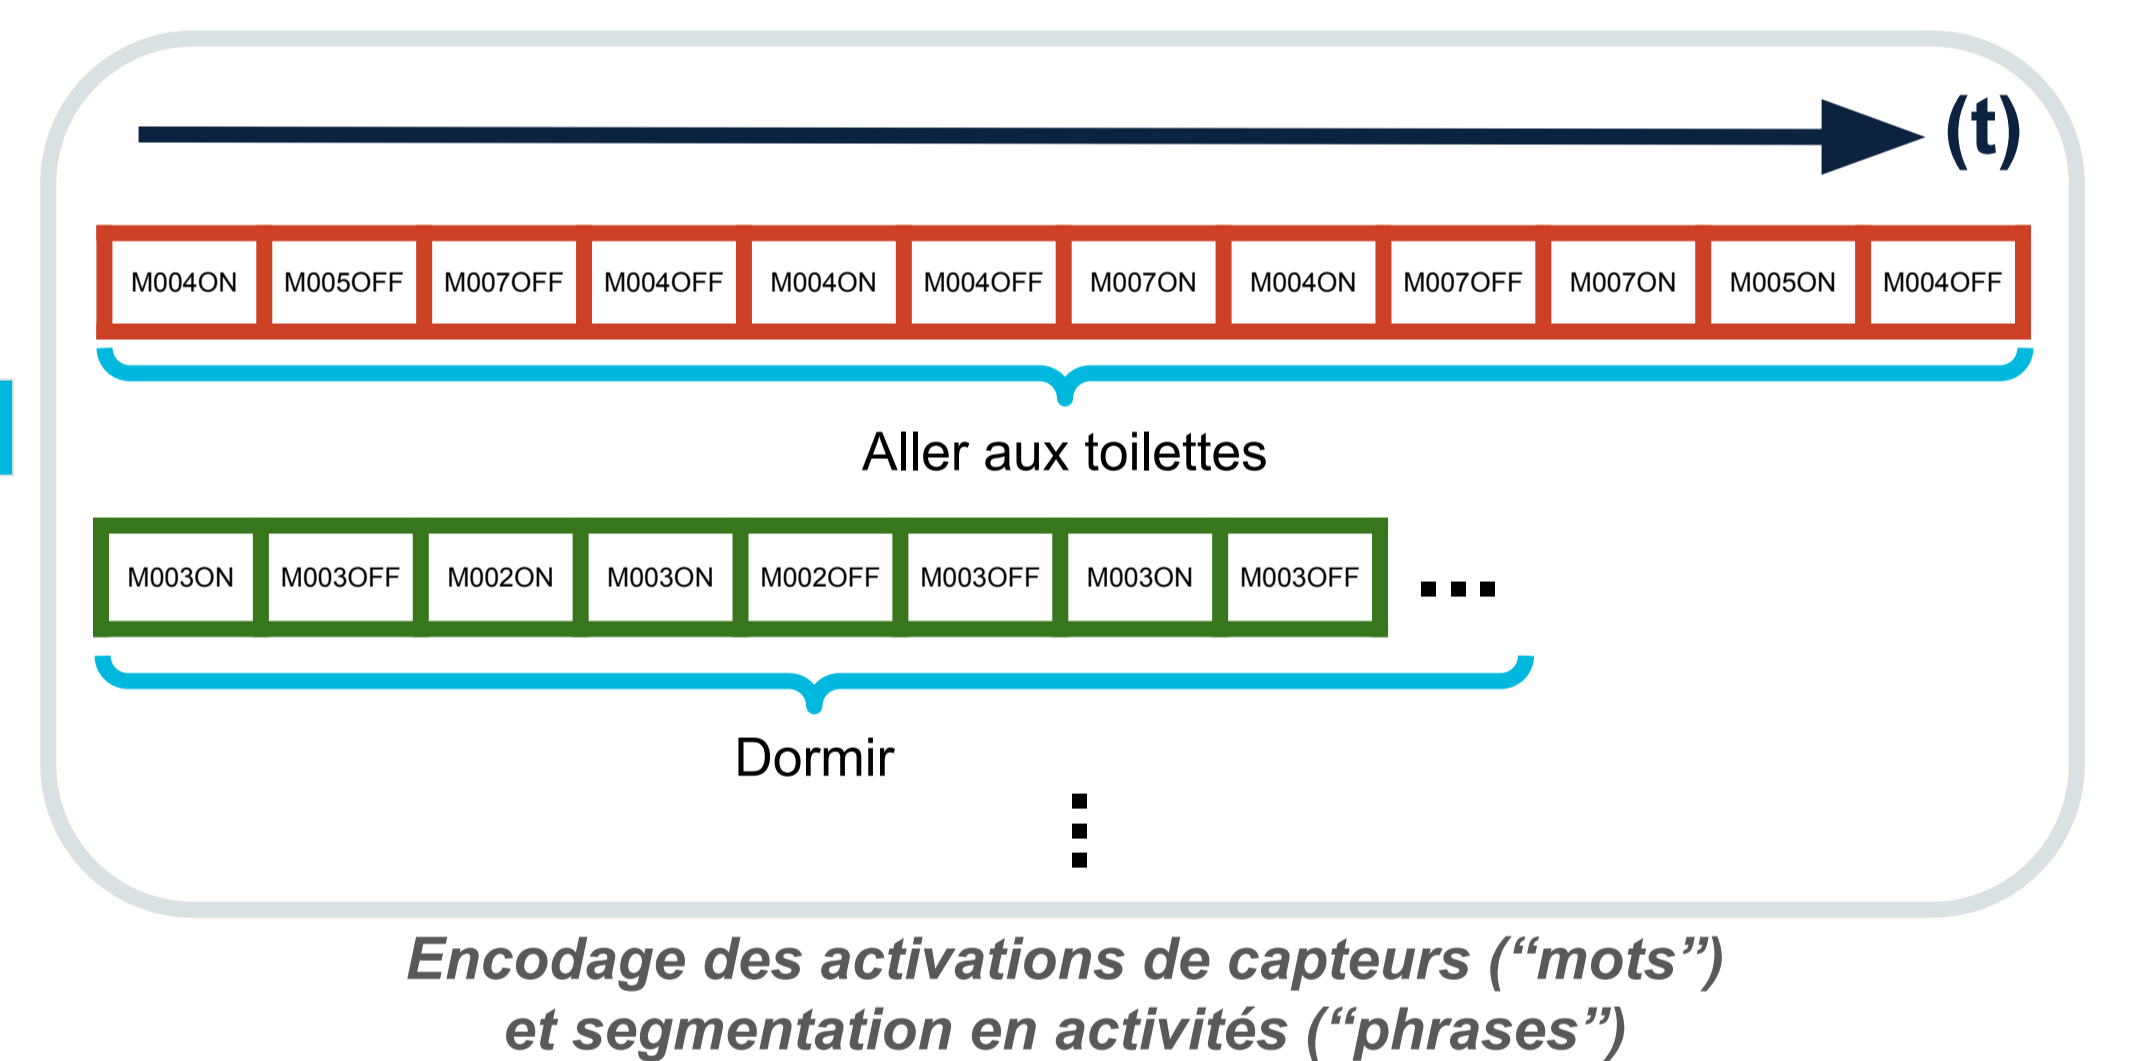 (t)
M004ON M005OFF M007OFF M004OFF M004ON M004OFF M007ON M004ON M007OFF M007ON M005ON M004OFF
Aller aux toilettes
M003ON M003OFF M002ON M003ON M002OFF M003OFF M003ON M003OFF ...
Dormir
Encodage des activations de capteurs (“mots”)
et segmentation en activités (“phrases”)